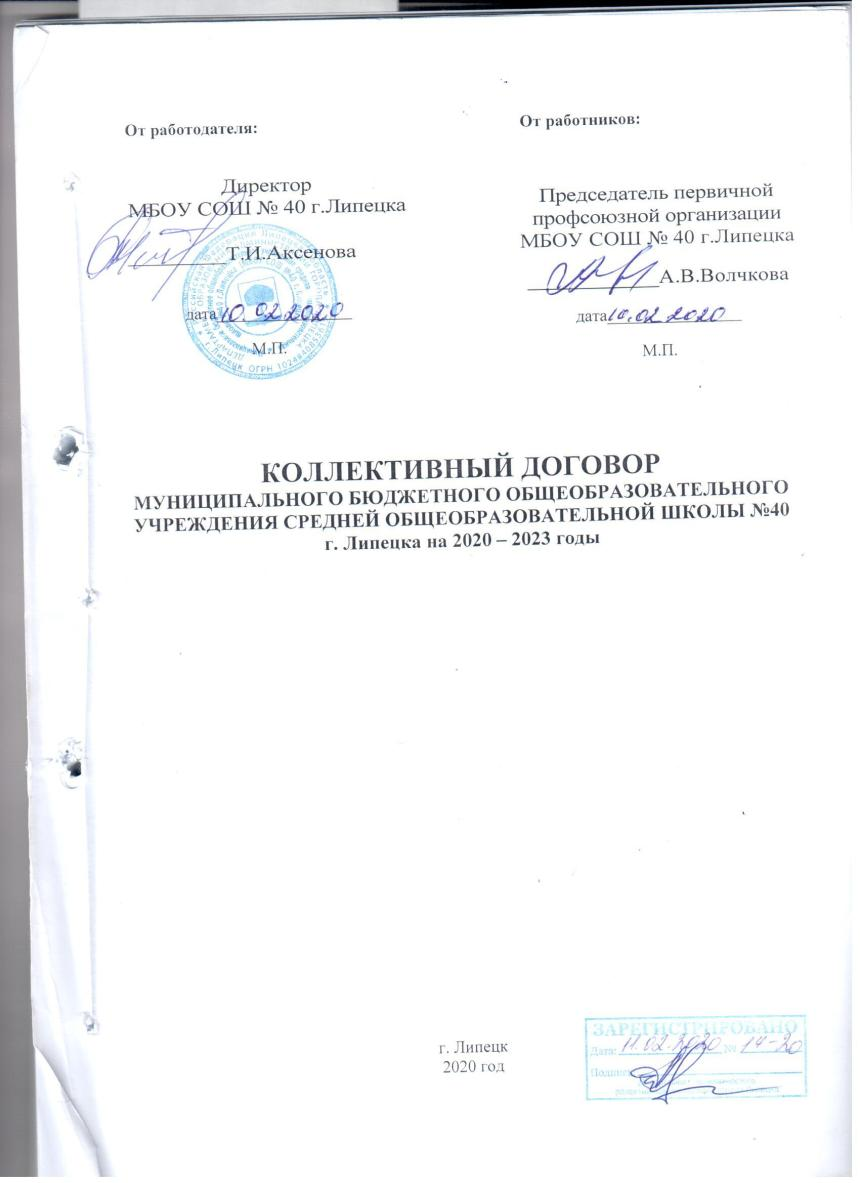 От работодателя:
Директор
МБОУ СОШ № 40 г.Липецка
Т.И.Аксенова
дата 10.02.2020
М.П.
От работников:
Председатель первичной
профсоюзной организации
МБОУ СОШ № 40 г.Липецка
А.В.Волчкова
дата 10.02.2020
М.П.
КОЛЛЕКТИВНЫЙ ДОГОВОР
МУНИЦИПАЛЬНОГО БЮДЖЕТНОГО ОБЩЕОБРАЗОВАТЕЛЬНОГО
УЧРЕЖДЕНИЯ СРЕДНЕЙ ОБЩЕОБРАЗОВАТЕЛЬНОЙ ШКОЛЫ №40
г. Липецка на 2020 – 2023 годы
г. Липецк
2020 год
ЗАРЕГИСТРИРОВАНО
Дата: 11.02.2020 № 14-20
Подпись